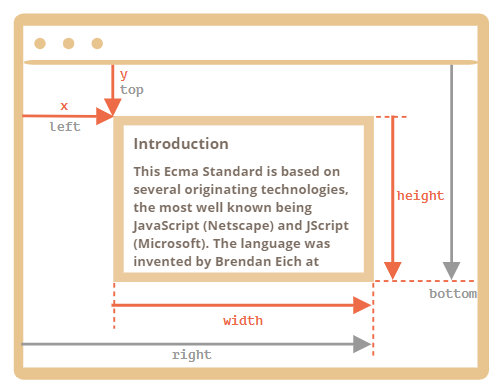 y
top
x
left
Introduction
This Ecma Standard is based on
several originating technologies,
the most well known being
JavaScript (Netscape) and JScript
(Microsoft). The language was
invented by Brendan Eich at
height
bottom
width
right